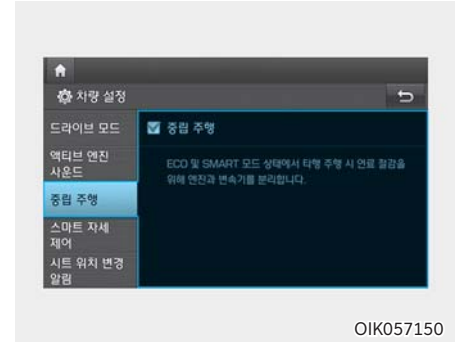 차량 설정
드라이브 모드
중립 주행
액티브 엔진
사운드
ECO 및 SMART 모드 상태에서 타행 주행 시 연료 절감을
위해 엔진과 변속기를 분리합니다.
중립 주행
스마트 자세
제어
시트 위치 변경
알림
OIK057150